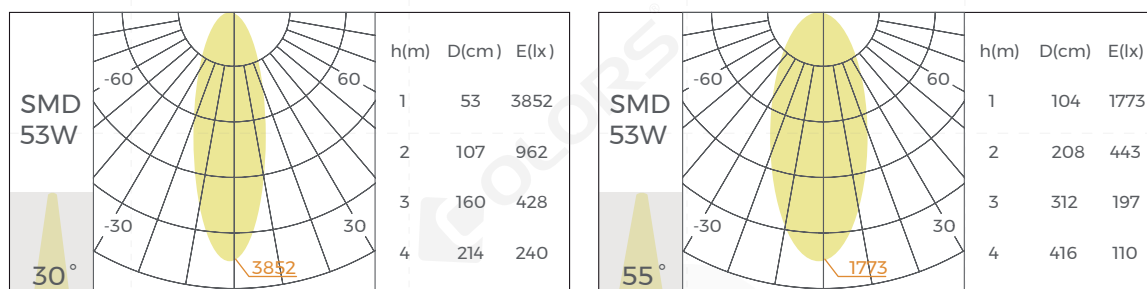 SMD
53W
30°
-60
60
-30
30
3852
h(m) D(cm) E(lx)
1 53 3852
2 107 962
3 160 428
4 214 240
SMD
53W
55°
-60
60
-30
30
1773
h(m) D(cm) E(lx)
1 104 1773
2 208 443
3 312 197
4 416 110
OLORS